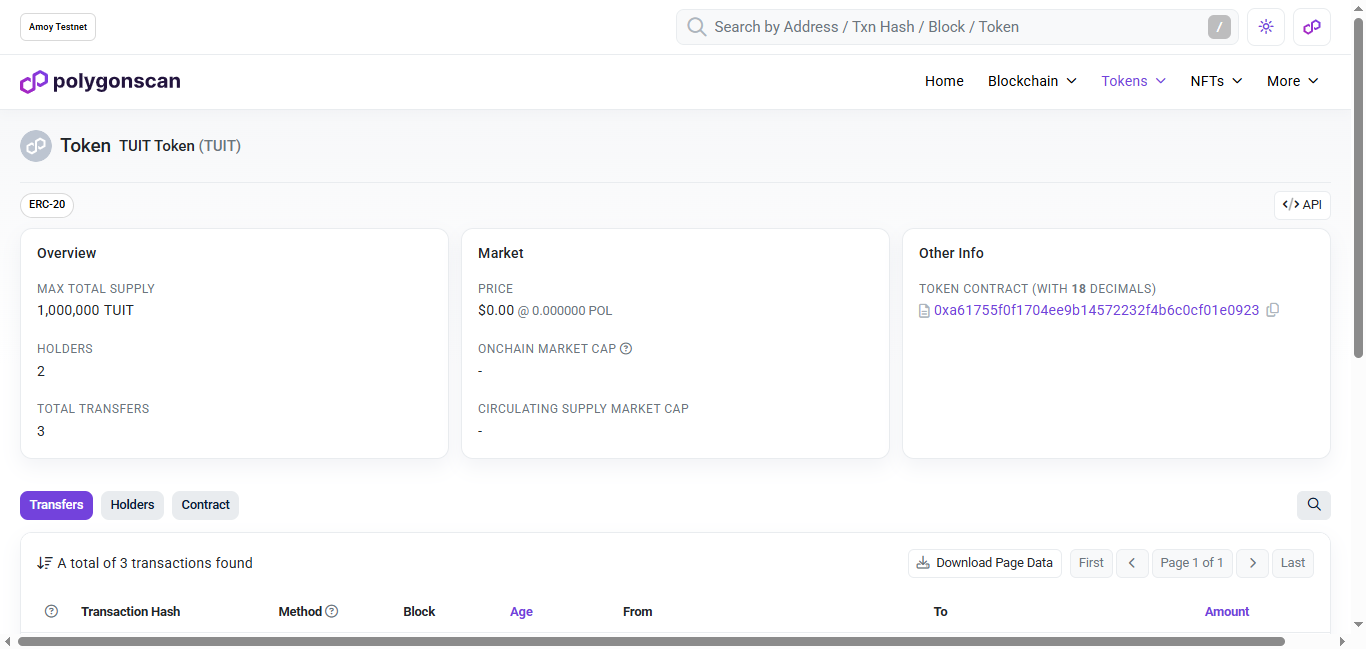 Amoy Testnet
Search by Address / Txn Hash / Block / Token
/
polygonscan
Home Blockchain Tokens NFTs More
Token TUIT Token (TUIT)
ERC-20
</> API
Overview
MAX TOTAL SUPPLY
1,000,000 TUIT
HOLDERS
2
TOTAL TRANSFERS
3
Market
PRICE
$0.00 @ 0.000000 POL
ONCHAIN MARKET CAP
-
CIRCULATING SUPPLY MARKET CAP
-
Other Info
TOKEN CONTRACT (WITH 18 DECIMALS)
0xa61755f0f1704ee9b14572232f4b6c0cf01e0923
Transfers Holders Contract
A total of 3 transactions found
Download Page Data First Page 1 of 1 Last
Transaction Hash Method Block Age From To Amount